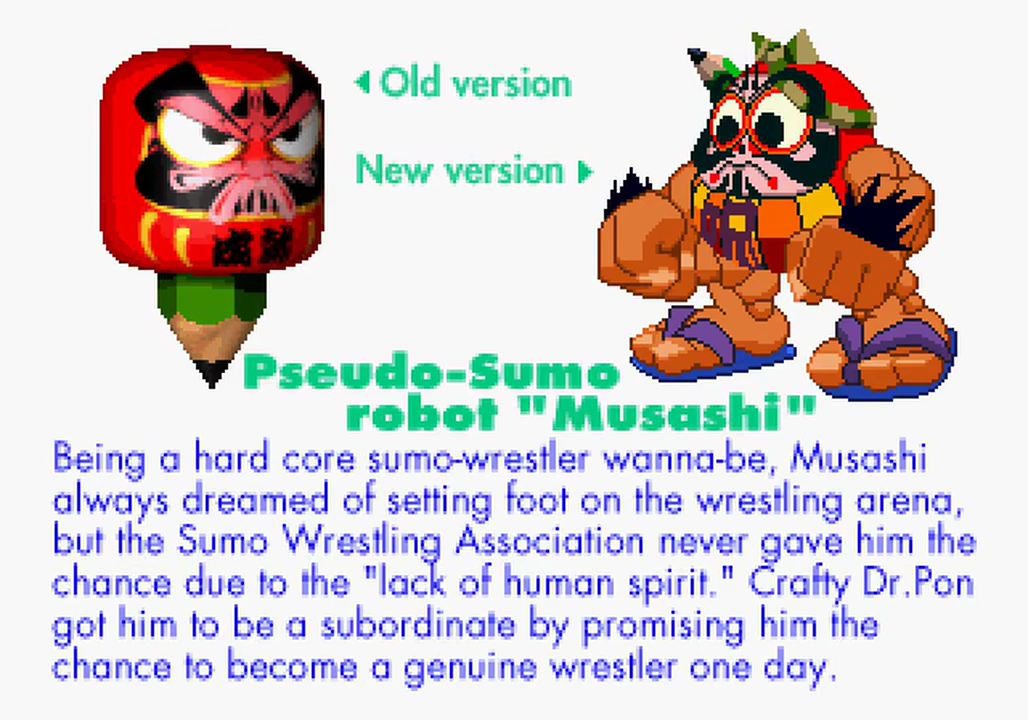 Old version
New version
Pseudo-Sumo
robot "Musashi"
Being a hard core sumo-wrestler wanna-be, Musashi
always dreamed of setting foot on the wrestling arena,
but the Sumo Wrestling Association never gave him the
chance due to the "lack of human spirit." Crafty Dr.Pon
got him to be a subordinate by promising him the
chance to become a genuine wrestler one day.